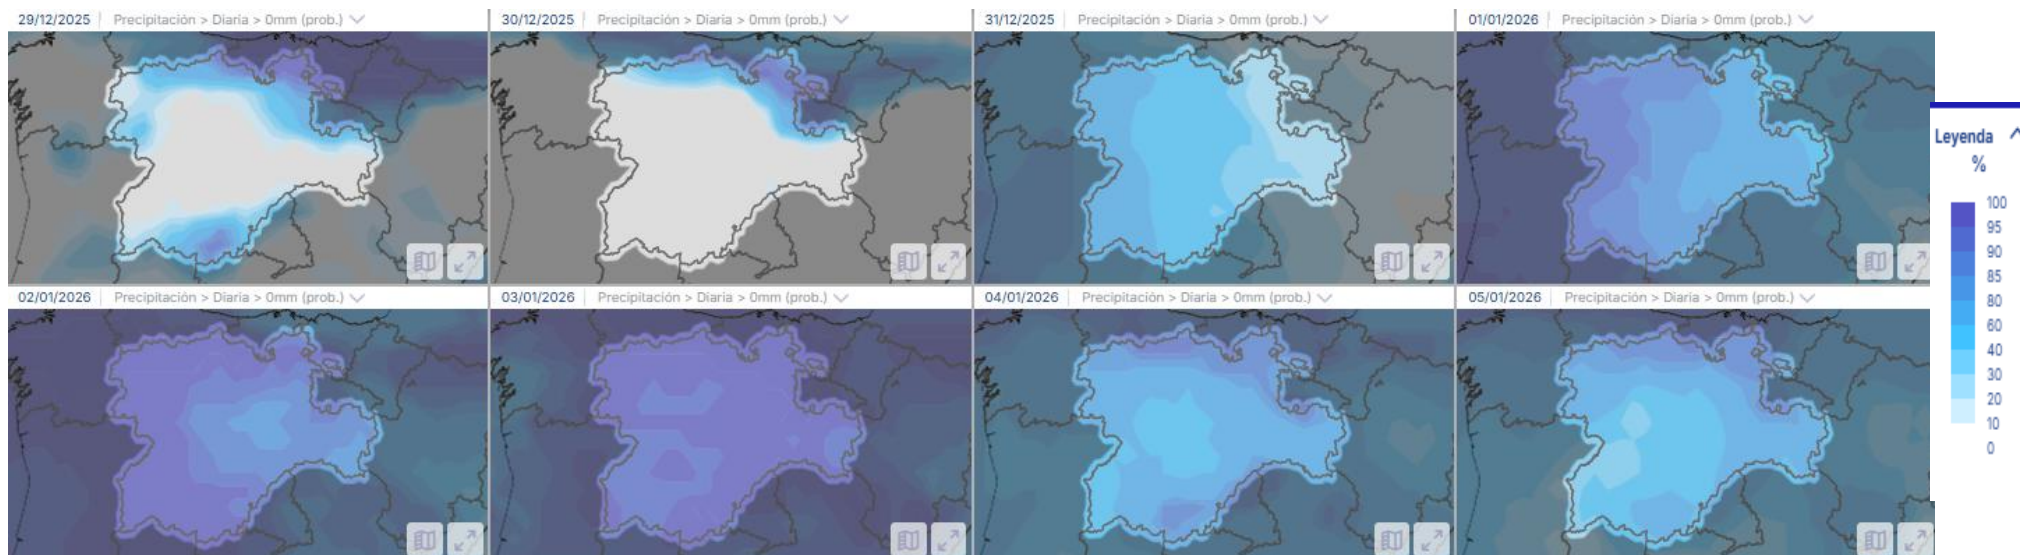 29/12/2025 Precipitación > Diaria > 0mm (prob.)
30/12/2025 Precipitación > Diaria > 0mm (prob.)
31/12/2025 Precipitación > Diaria > 0mm (prob.)
01/01/2026 Precipitación > Diaria > 0mm (prob.)
02/01/2026 Precipitación > Diaria > 0mm (prob.)
03/01/2026 Precipitación > Diaria > 0mm (prob.)
04/01/2026 Precipitación > Diaria > 0mm (prob.)
05/01/2026 Precipitación > Diaria > 0mm (prob.)
Leyenda
%
100
95
90
85
80
60
40
30
20
10
0